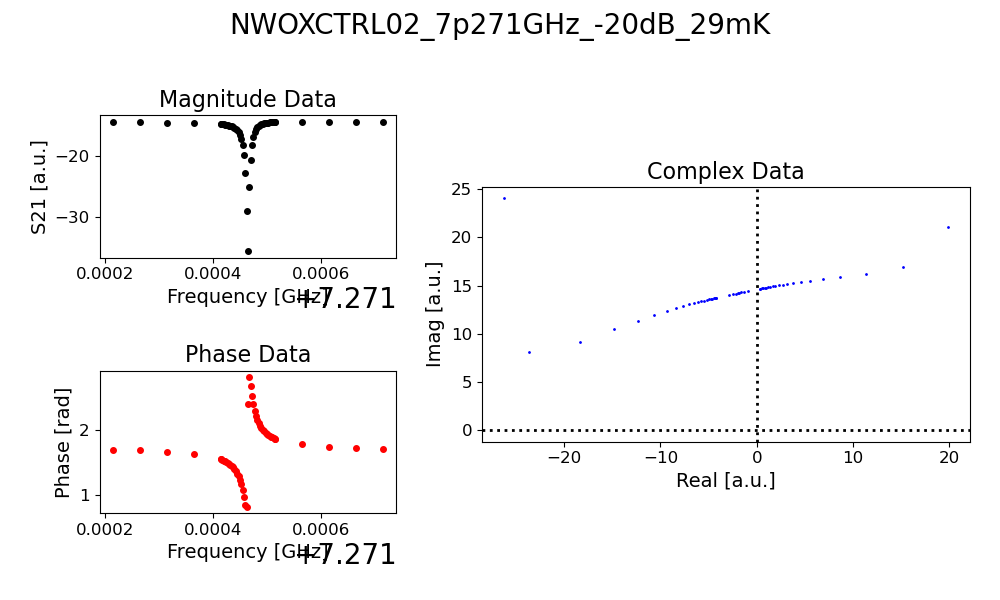 NWOXCTRL02_7p271GHz_-20dB_29mK
Magnitude Data
S21 [a.u.]
−20
−30
0.0002 0.0004 0.0006
Frequency [GHz]
+7.271
Phase Data
Phase [rad]
2
1
0.0002 0.0004 0.0006
Frequency [GHz]
+7.271
Complex Data
Imag [a.u.]
25
20
15
10
5
0
−20 −10 0 10 20
Real [a.u.]